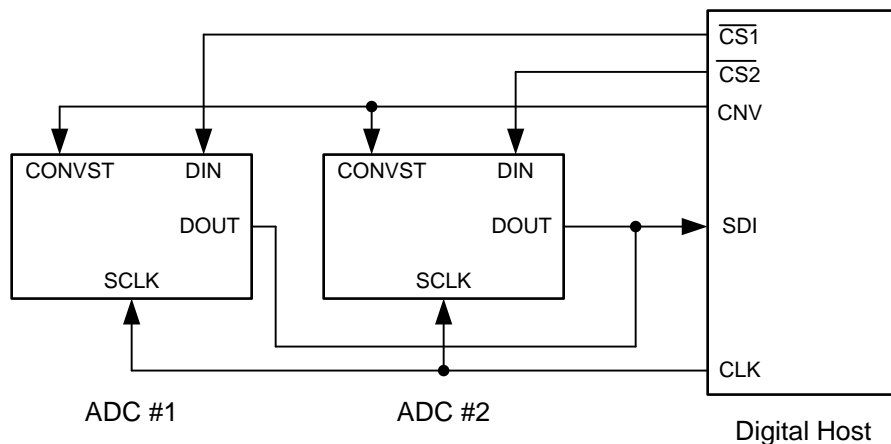 CS1
CS2
CNV
CONVST DIN
CONVST DIN
DOUT
DOUT
SDI
SCLK
SCLK
CLK
ADC #1
ADC #2
Digital Host